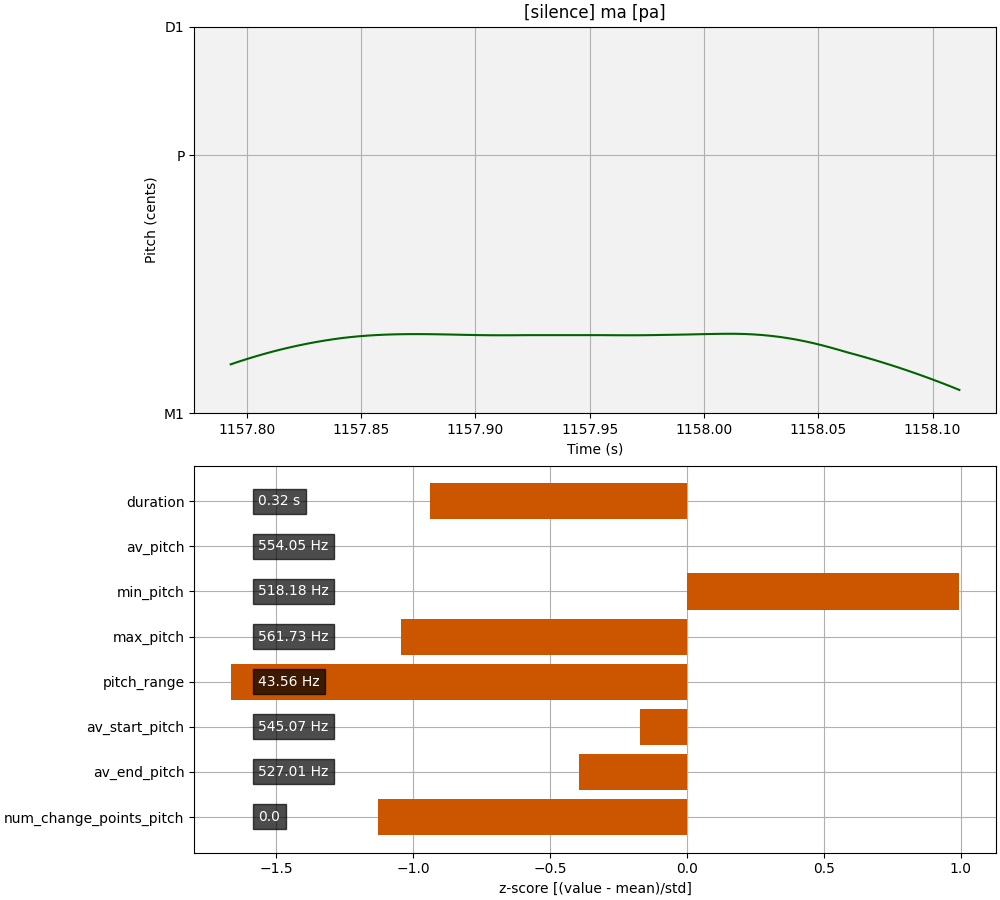 [silence] ma [pa]
D1
P
M1
Pitch (cents)
1157.80 1157.85 1157.90 1157.95 1158.00 1158.05 1158.10
Time (s)
duration 0.32 s
av_pitch 554.05 Hz
min_pitch 518.18 Hz
max_pitch 561.73 Hz
pitch_range 43.56 Hz
av_start_pitch 545.07 Hz
av_end_pitch 527.01 Hz
num_change_points_pitch 0.0
−1.5 −1.0 −0.5 0.0 0.5 1.0
z-score [(value - mean)/std]